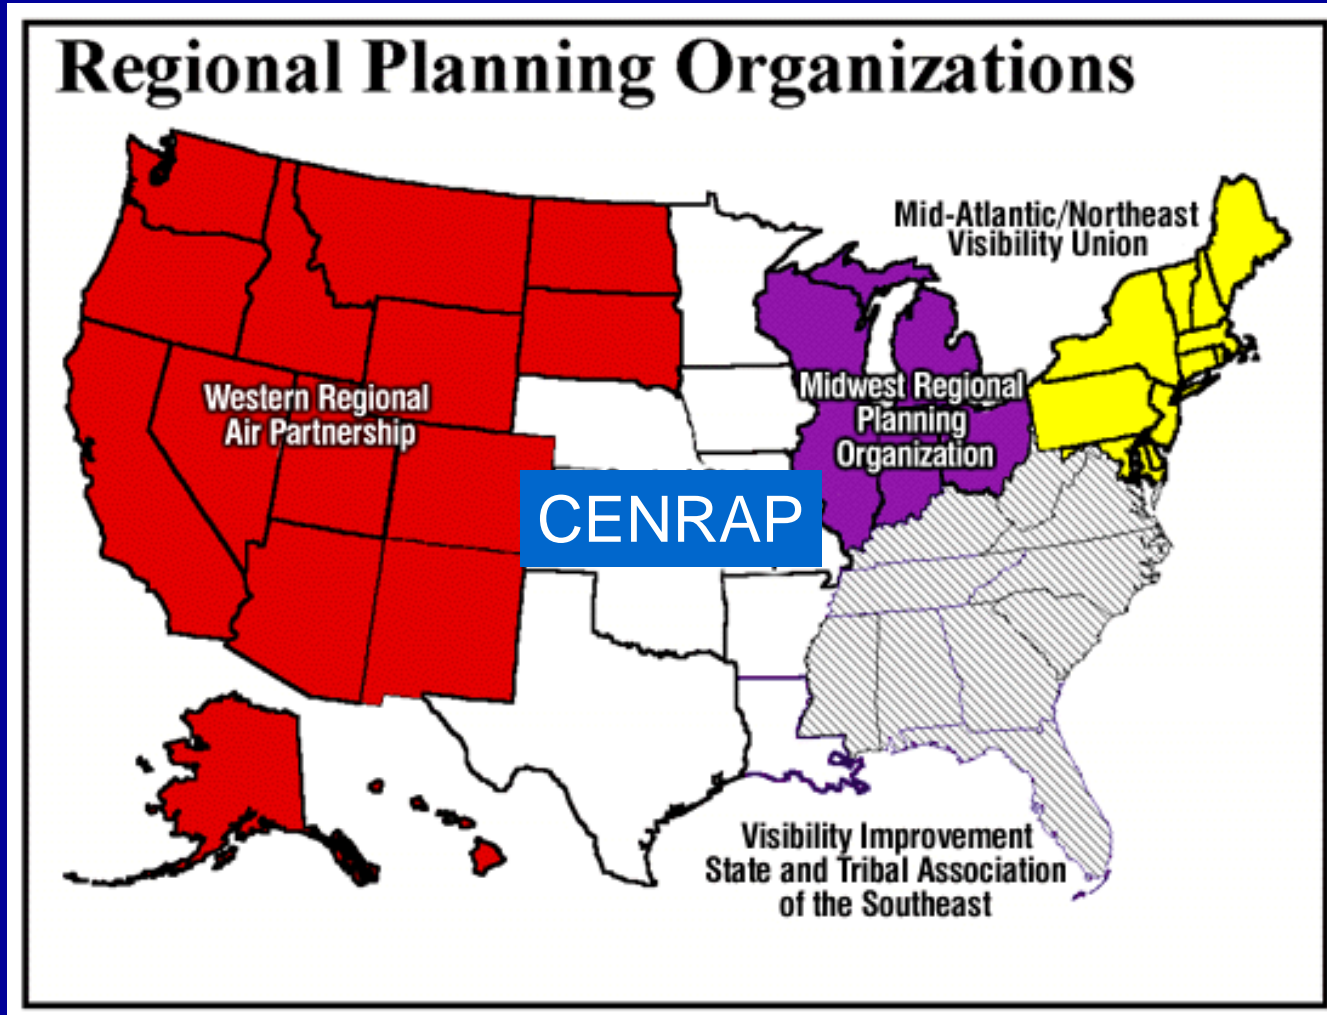 Regional Planning Organizations
Mid-Atlantic/Northeast
Visibility Union
Western Regional
Air Partnership
Midwest Regional
Planning
Organization
CENRAP
Visibility Improvement
State and Tribal Association
of the Southeast